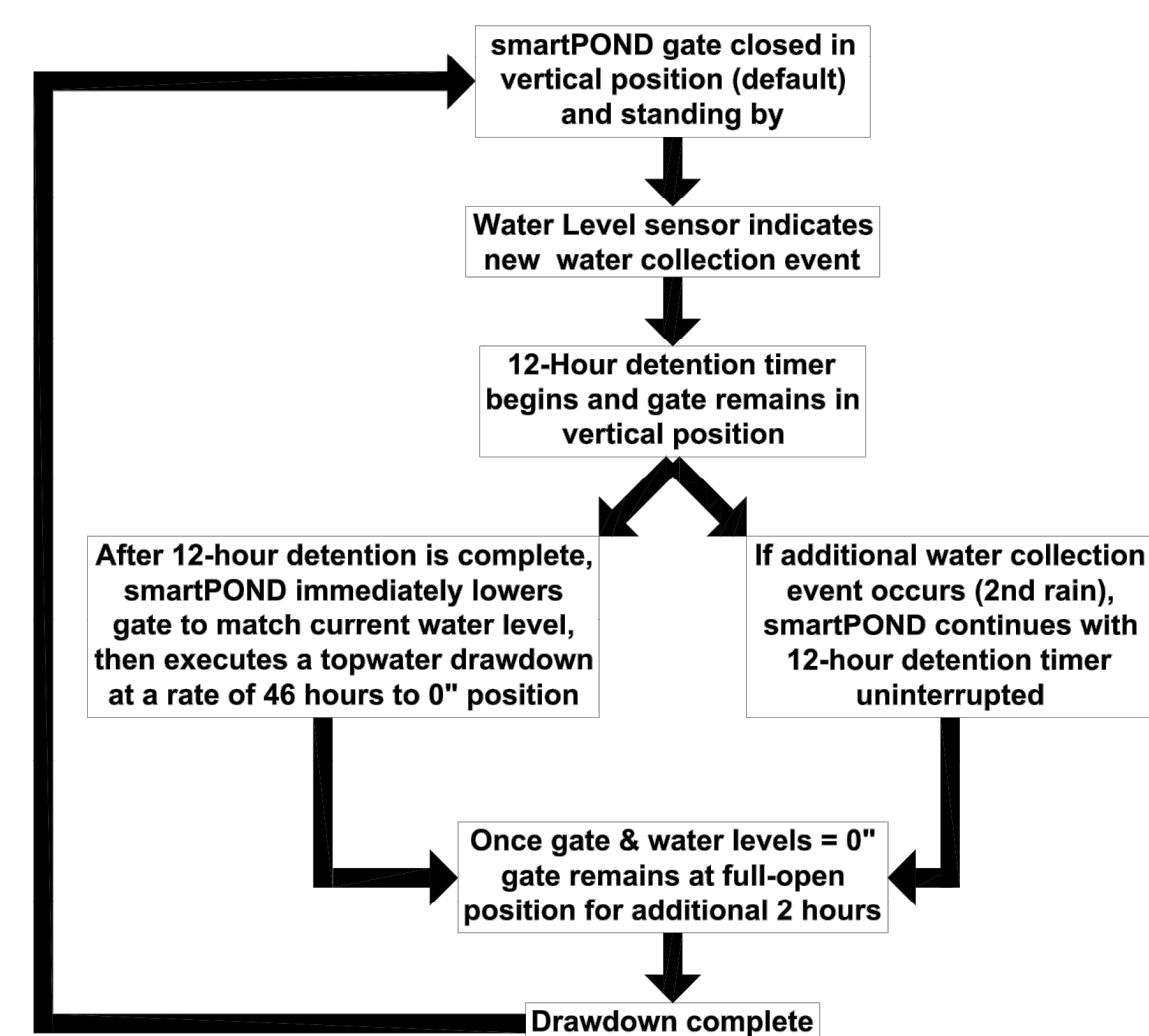 smartPOND gate closed in
vertical position (default)
and standing by
Water Level sensor indicates
new water collection event
12-Hour detention timer
begins and gate remains in
vertical position
After 12-hour detention is complete,
smartPOND immediately lowers
gate to match current water level,
then executes a topwater drawdown
at a rate of 46 hours to 0" position
If additional water collection
event occurs (2nd rain),
smartPOND continues with
12-hour detention timer
uninterrupted
Once gate & water levels = 0"
gate remains at full-open
position for additional 2 hours
Drawdown complete